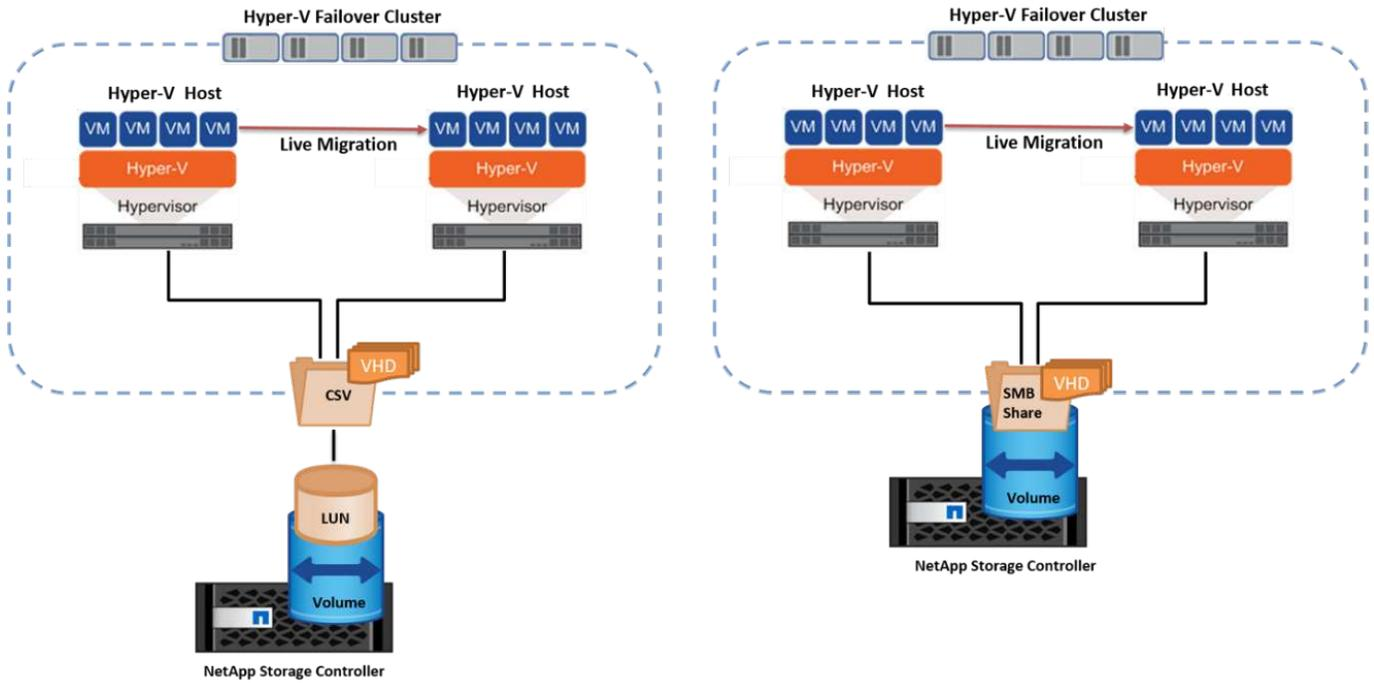 Hyper-V Failover Cluster
Hyper-V Host
Hyper-V Host
VM VM VM VM
Live Migration
VM VM VM VM
Hyper-V
Hyper-V
Hypervisor
Hypervisor
VHD
CSV
LUN
Volume
NetApp Storage Controller
Hyper-V Failover Cluster
Hyper-V Host
Hyper-V Host
VM VM VM VM
Live Migration
VM VM VM VM
Hyper-V
Hyper-V
Hypervisor
Hypervisor
VHD
SMB
Share
Volume
NetApp Storage Controller